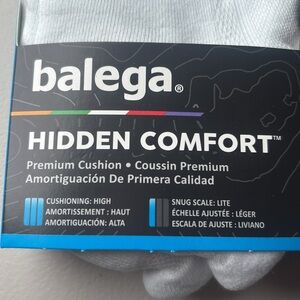 balega®
HIDDEN COMFORT™
Premium Cushion • Coussin Premium
Amortiguación De Primera Calidad
CUSHIONING: HIGH
AMORTISSEMENT : HAUT
AMORTIGUACIÓN: ALTA
SNUG SCALE: LITE
ÉCHELLE AJUSTÉE : LÉGER
ESCALA DE AJUSTE : LIVIANO